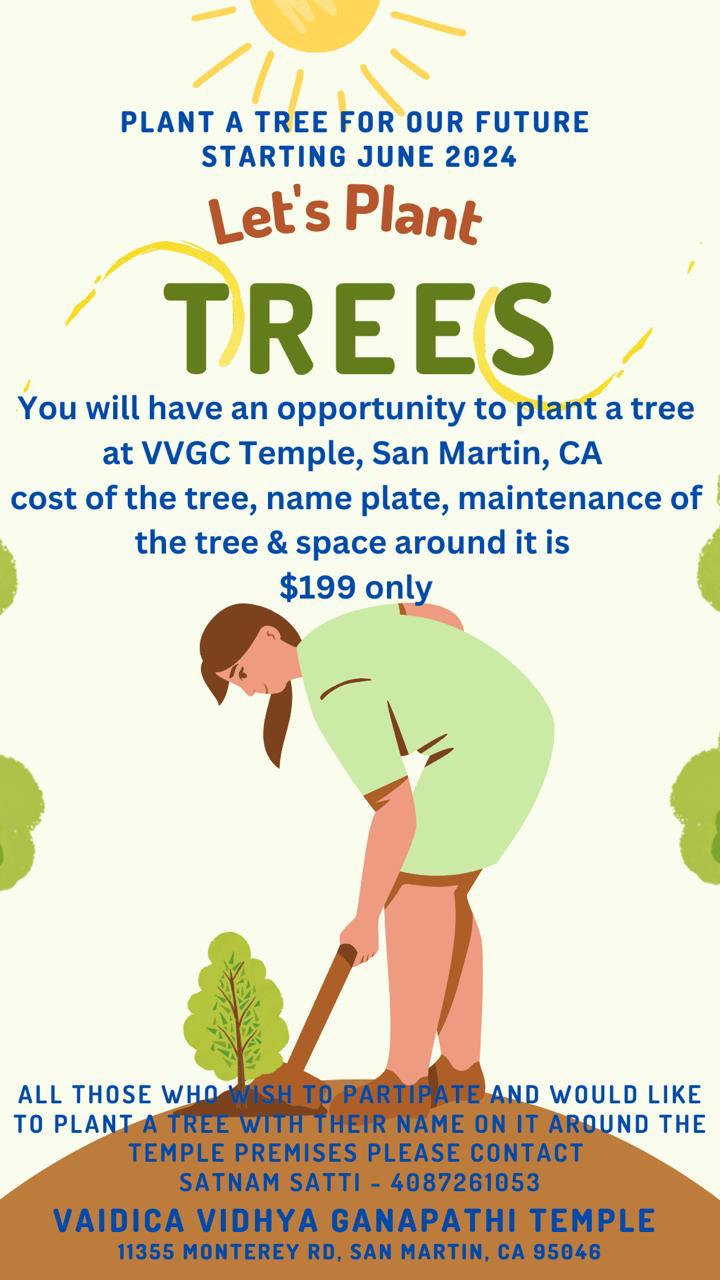 PLANT A TREE FOR OUR FUTURE
STARTING JUNE 2024
Let's Plant
TREES
You will have an opportunity to plant a tree
at VVGC Temple, San Martin, CA
cost of the tree, name plate, maintenance of
the tree & space around it is
$199 only
ALL THOSE WHO WISH TO PARTIPATE AND WOULD LIKE
TO PLANT A TREE WITH THEIR NAME ON IT AROUND THE
TEMPLE PREMISES PLEASE CONTACT
SATNAM SATTI - 4087261053
VAIDICA VIDHYA GANAPATHI TEMPLE
11355 MONTEREY RD, SAN MARTIN, CA 95046